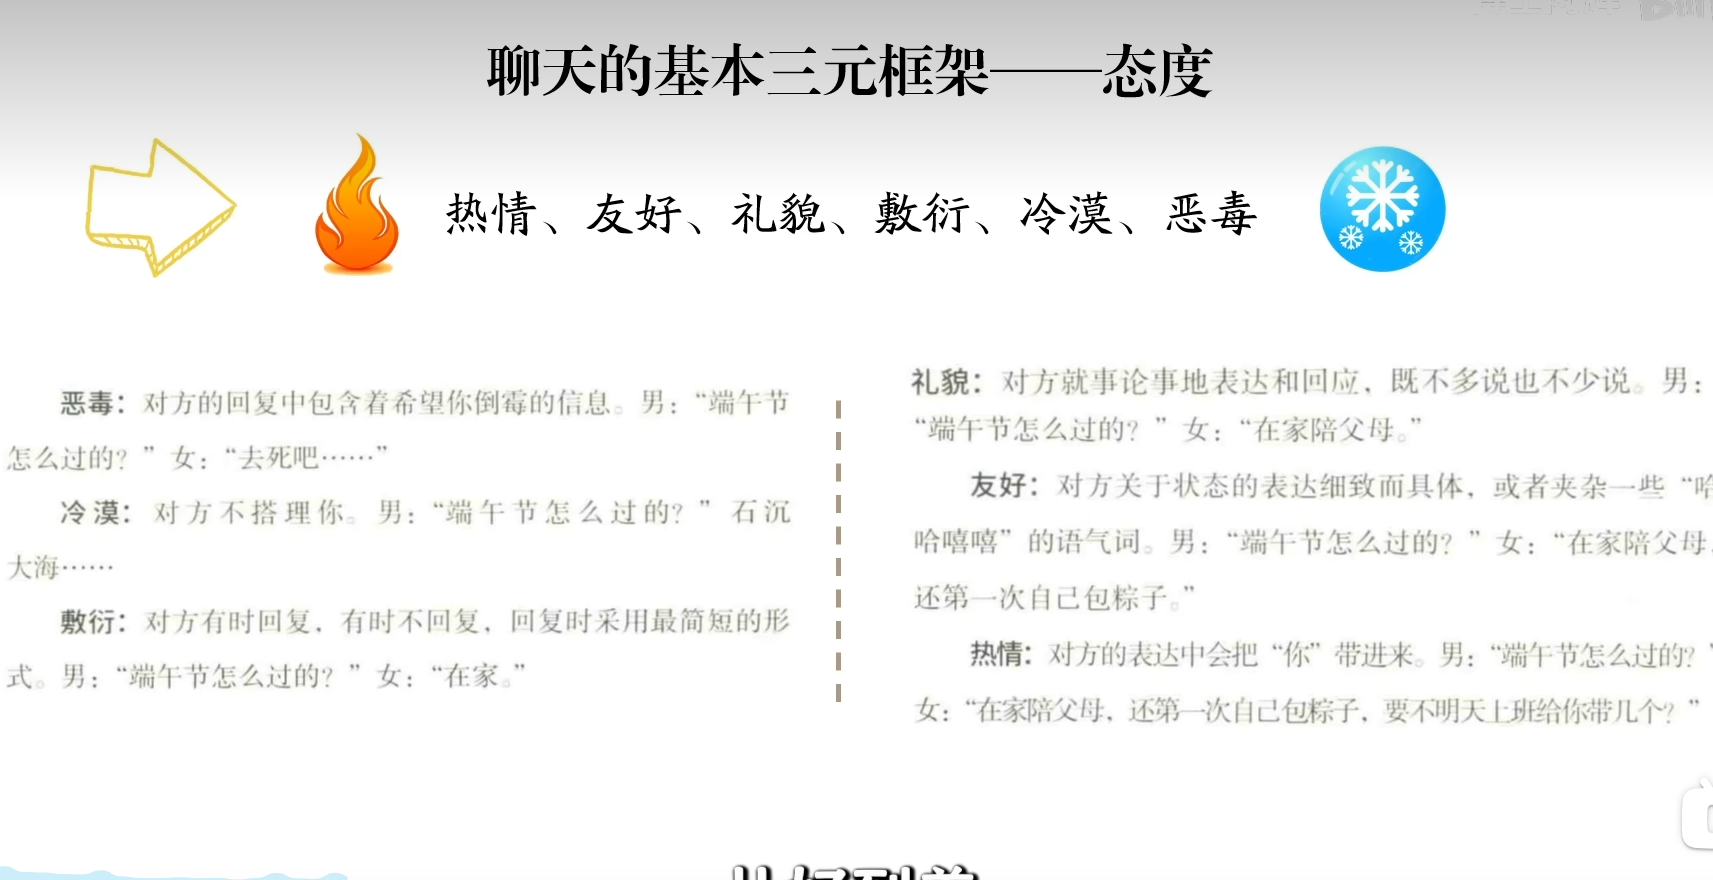 聊天的基本三元框架——态度
热情、友好、礼貌、敷衍、冷漠、恶毒
恶毒：对方的回复中包含着希望你倒霉的信息。男：“端午节
怎么过的？”女：“去死吧……”
冷漠：对方不搭理你。男：“端午节怎么过的？”石沉
大海……
敷衍：对方有时回复，有时不回复，回复时采用最简短的形
式。男：“端午节怎么过的？”女：“在家。”
礼貌：对方就事论事地表达和回应，既不多说也不少说。男：
“端午节怎么过的？”女：“在家陪父母。”
友好：对方关于状态的表达细致而具体，或者夹杂一些“哈
哈嘻嘻”的语气词。男：“端午节怎么过的？”女：“在家陪父母，
还第一次自己包粽子。”
热情：对方的表达中会把“你”带进来。男：“端午节怎么过的？”
女：“在家陪父母，还第一次自己包粽子，要不明天上班给你带几个？”